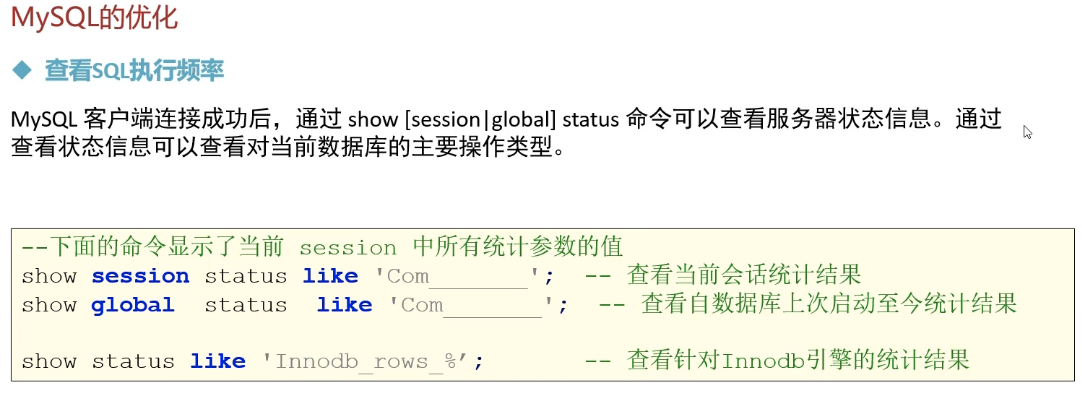 MySQL的优化
◆ 查看SQL执行频率
MySQL 客户端连接成功后，通过 show [session|global] status 命令可以查看服务器状态信息。通过
查看状态信息可以查看对当前数据库的主要操作类型。
--下面的命令显示了当前 session 中所有统计参数的值
show session status like 'Com_______';  -- 查看当前会话统计结果
show global  status  like 'Com_______';  -- 查看自数据库上次启动至今统计结果
show status like 'Innodb_rows_%’;       -- 查看针对Innodb引擎的统计结果